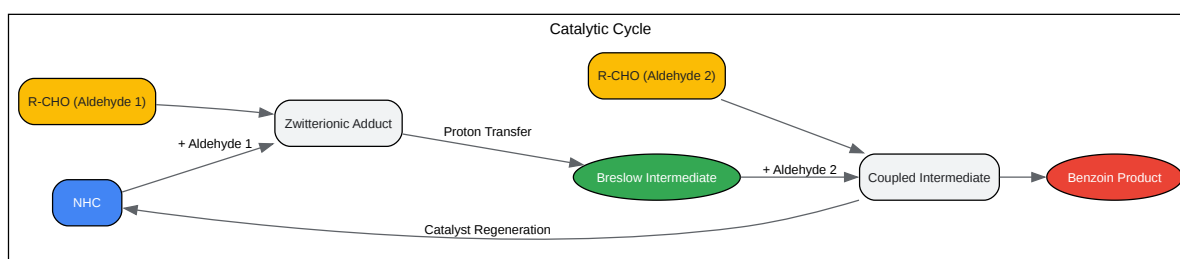 Catalytic Cycle
R-CHO (Aldehyde 1)
R-CHO (Aldehyde 2)
Zwitterionic Adduct
+ Aldehyde 1
Proton Transfer
NHC
Breslow Intermediate
+ Aldehyde 2
Coupled Intermediate
Benzoin Product
Catalyst Regeneration